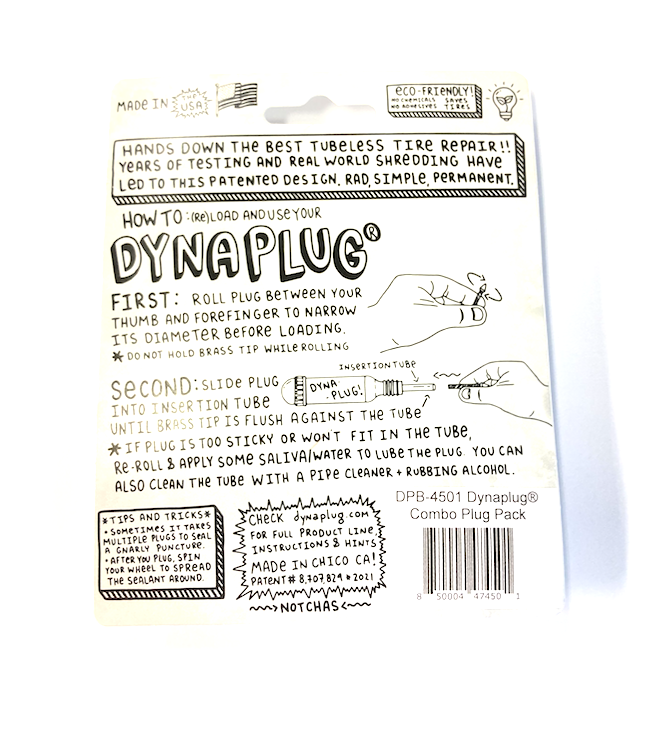 MADE IN THE USA
ECO-FRIENDLY!
NO CHEMICALS SAVES
NO ADHESIVES TIRES
HANDS DOWN THE BEST TUBELESS TIRE REPAIR!!
YEARS OF TESTING AND REAL WORLD SHREDDING HAVE
LED TO THIS PATENTED DESIGN. RAD, SIMPLE, PERMANENT.
HOW TO: (Re)LOAD AND USE YOUR
DYNAPLUG®
FIRST: ROLL PLUG BETWEEN YOUR
THUMB AND FOREFINGER TO NARROW
ITS DIAMETER BEFORE LOADING.
* DO NOT HOLD BRASS TIP WHILE ROLLING
INSERTION TUBE
DYNA
PLUG!
SECOND: SLIDE PLUG
INTO INSERTION TUBE
UNTIL BRASS TIP IS FLUSH AGAINST THE TUBE
* IF PLUG IS TOO STICKY OR WON'T FIT IN THE TUBE,
RE-ROLL & APPLY SOME SALIVA/WATER TO LUBE THE PLUG. YOU CAN
ALSO CLEAN THE TUBE WITH A PIPE CLEANER + RUBBING ALCOHOL.
*TIPS AND TRICKS*
• SOMETIMES IT TAKES
MULTIPLE PLUGS TO SEAL
A GNARLY PUNCTURE.
• AFTER YOU PLUG, SPIN
YOUR WHEEL TO SPREAD
THE SEALANT AROUND.
CHECK dynaplug.com
FOR FULL PRODUCT LINE,
INSTRUCTIONS & HINTS
MADE IN CHICO CA!
PATENT # 8,707,829 * 2021
NOTCHAS
DPB-4501 Dynaplug®
Combo Plug Pack
8 50004 47450 1